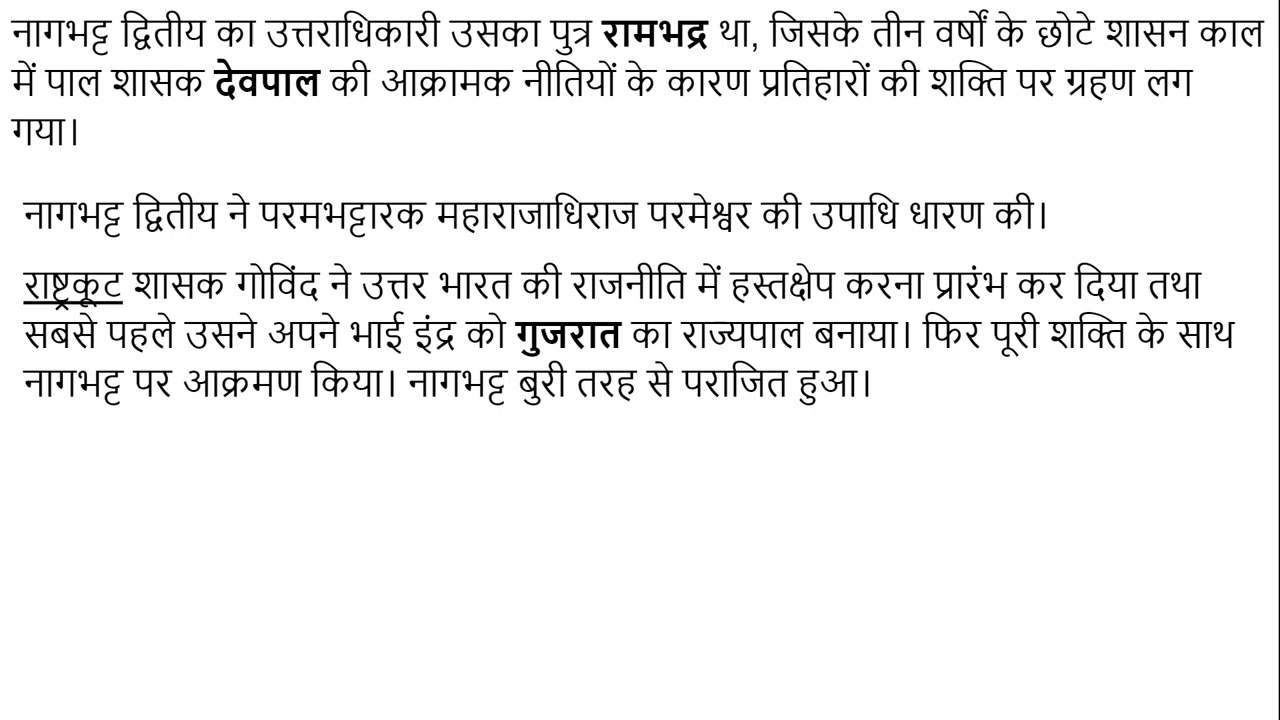 नागभट्ट द्वितीय का उत्तराधिकारी उसका पुत्र रामभद्र था, जिसके तीन वर्षों के छोटे शासन काल
में पाल शासक देवपाल की आक्रामक नीतियों के कारण प्रतिहारों की शक्ति पर ग्रहण लग
गया।
नागभट्ट द्वितीय ने परमभट्टारक महाराजाधिराज परमेश्वर की उपाधि धारण की।
राष्ट्रकूट शासक गोविंद ने उत्तर भारत की राजनीति में हस्तक्षेप करना प्रारंभ कर दिया तथा
सबसे पहले उसने अपने भाई इंद्र को गुजरात का राज्यपाल बनाया। फिर पूरी शक्ति के साथ
नागभट्ट पर आक्रमण किया। नागभट्ट बुरी तरह से पराजित हुआ।